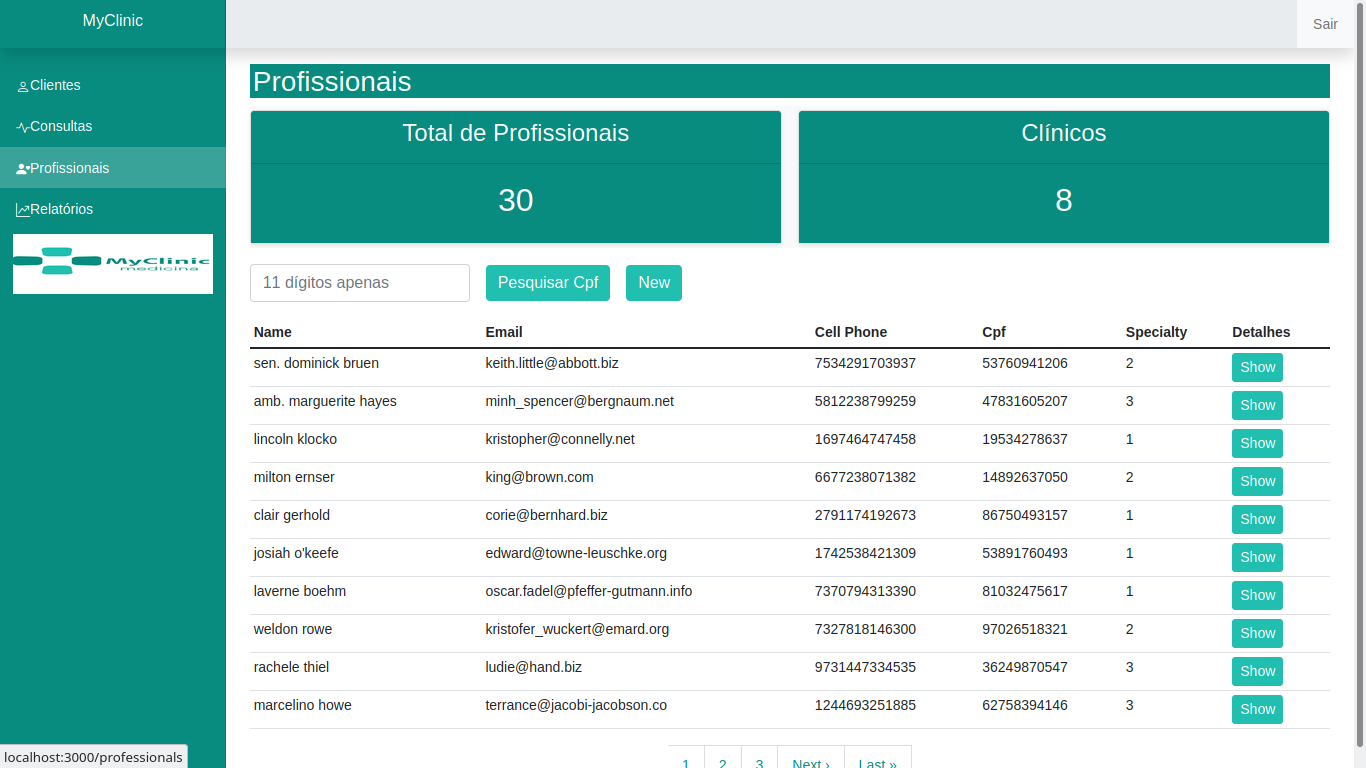 MyClinic
Sair
Clientes
Consultas
Profissionais
Relatórios
MyClinic
medicina
Profissionais
Total de Profissionais
Clínicos
30
8
11 dígitos apenas
Pesquisar Cpf
New
Name Email Cell Phone Cpf Specialty Detalhes
sen. dominick bruen keith.little@abbott.biz 7534291703937 53760941206 2 Show
amb. marguerite hayes minh_spencer@bergnaum.net 5812238799259 47831605207 3 Show
lincoln klocko kristopher@connelly.net 1697464747458 19534278637 1 Show
milton ernser king@brown.com 6677238071382 14892637050 2 Show
clair gerhold corie@bernhard.biz 2791174192673 86750493157 1 Show
josiah o'keefe edward@towne-leuschke.org 1742538421309 53891760493 1 Show
laverne boehm oscar.fadel@pfeffer-gutmann.info 7370794313390 81032475617 1 Show
weldon rowe kristofer_wuckert@emard.org 7327818146300 97026518321 2 Show
rachele thiel ludie@hand.biz 9731447334535 36249870547 3 Show
marcelino howe terrance@jacobi-jacobson.co 1244693251885 62758394146 3 Show
1 2 3 Next › Last »
localhost:3000/professionals